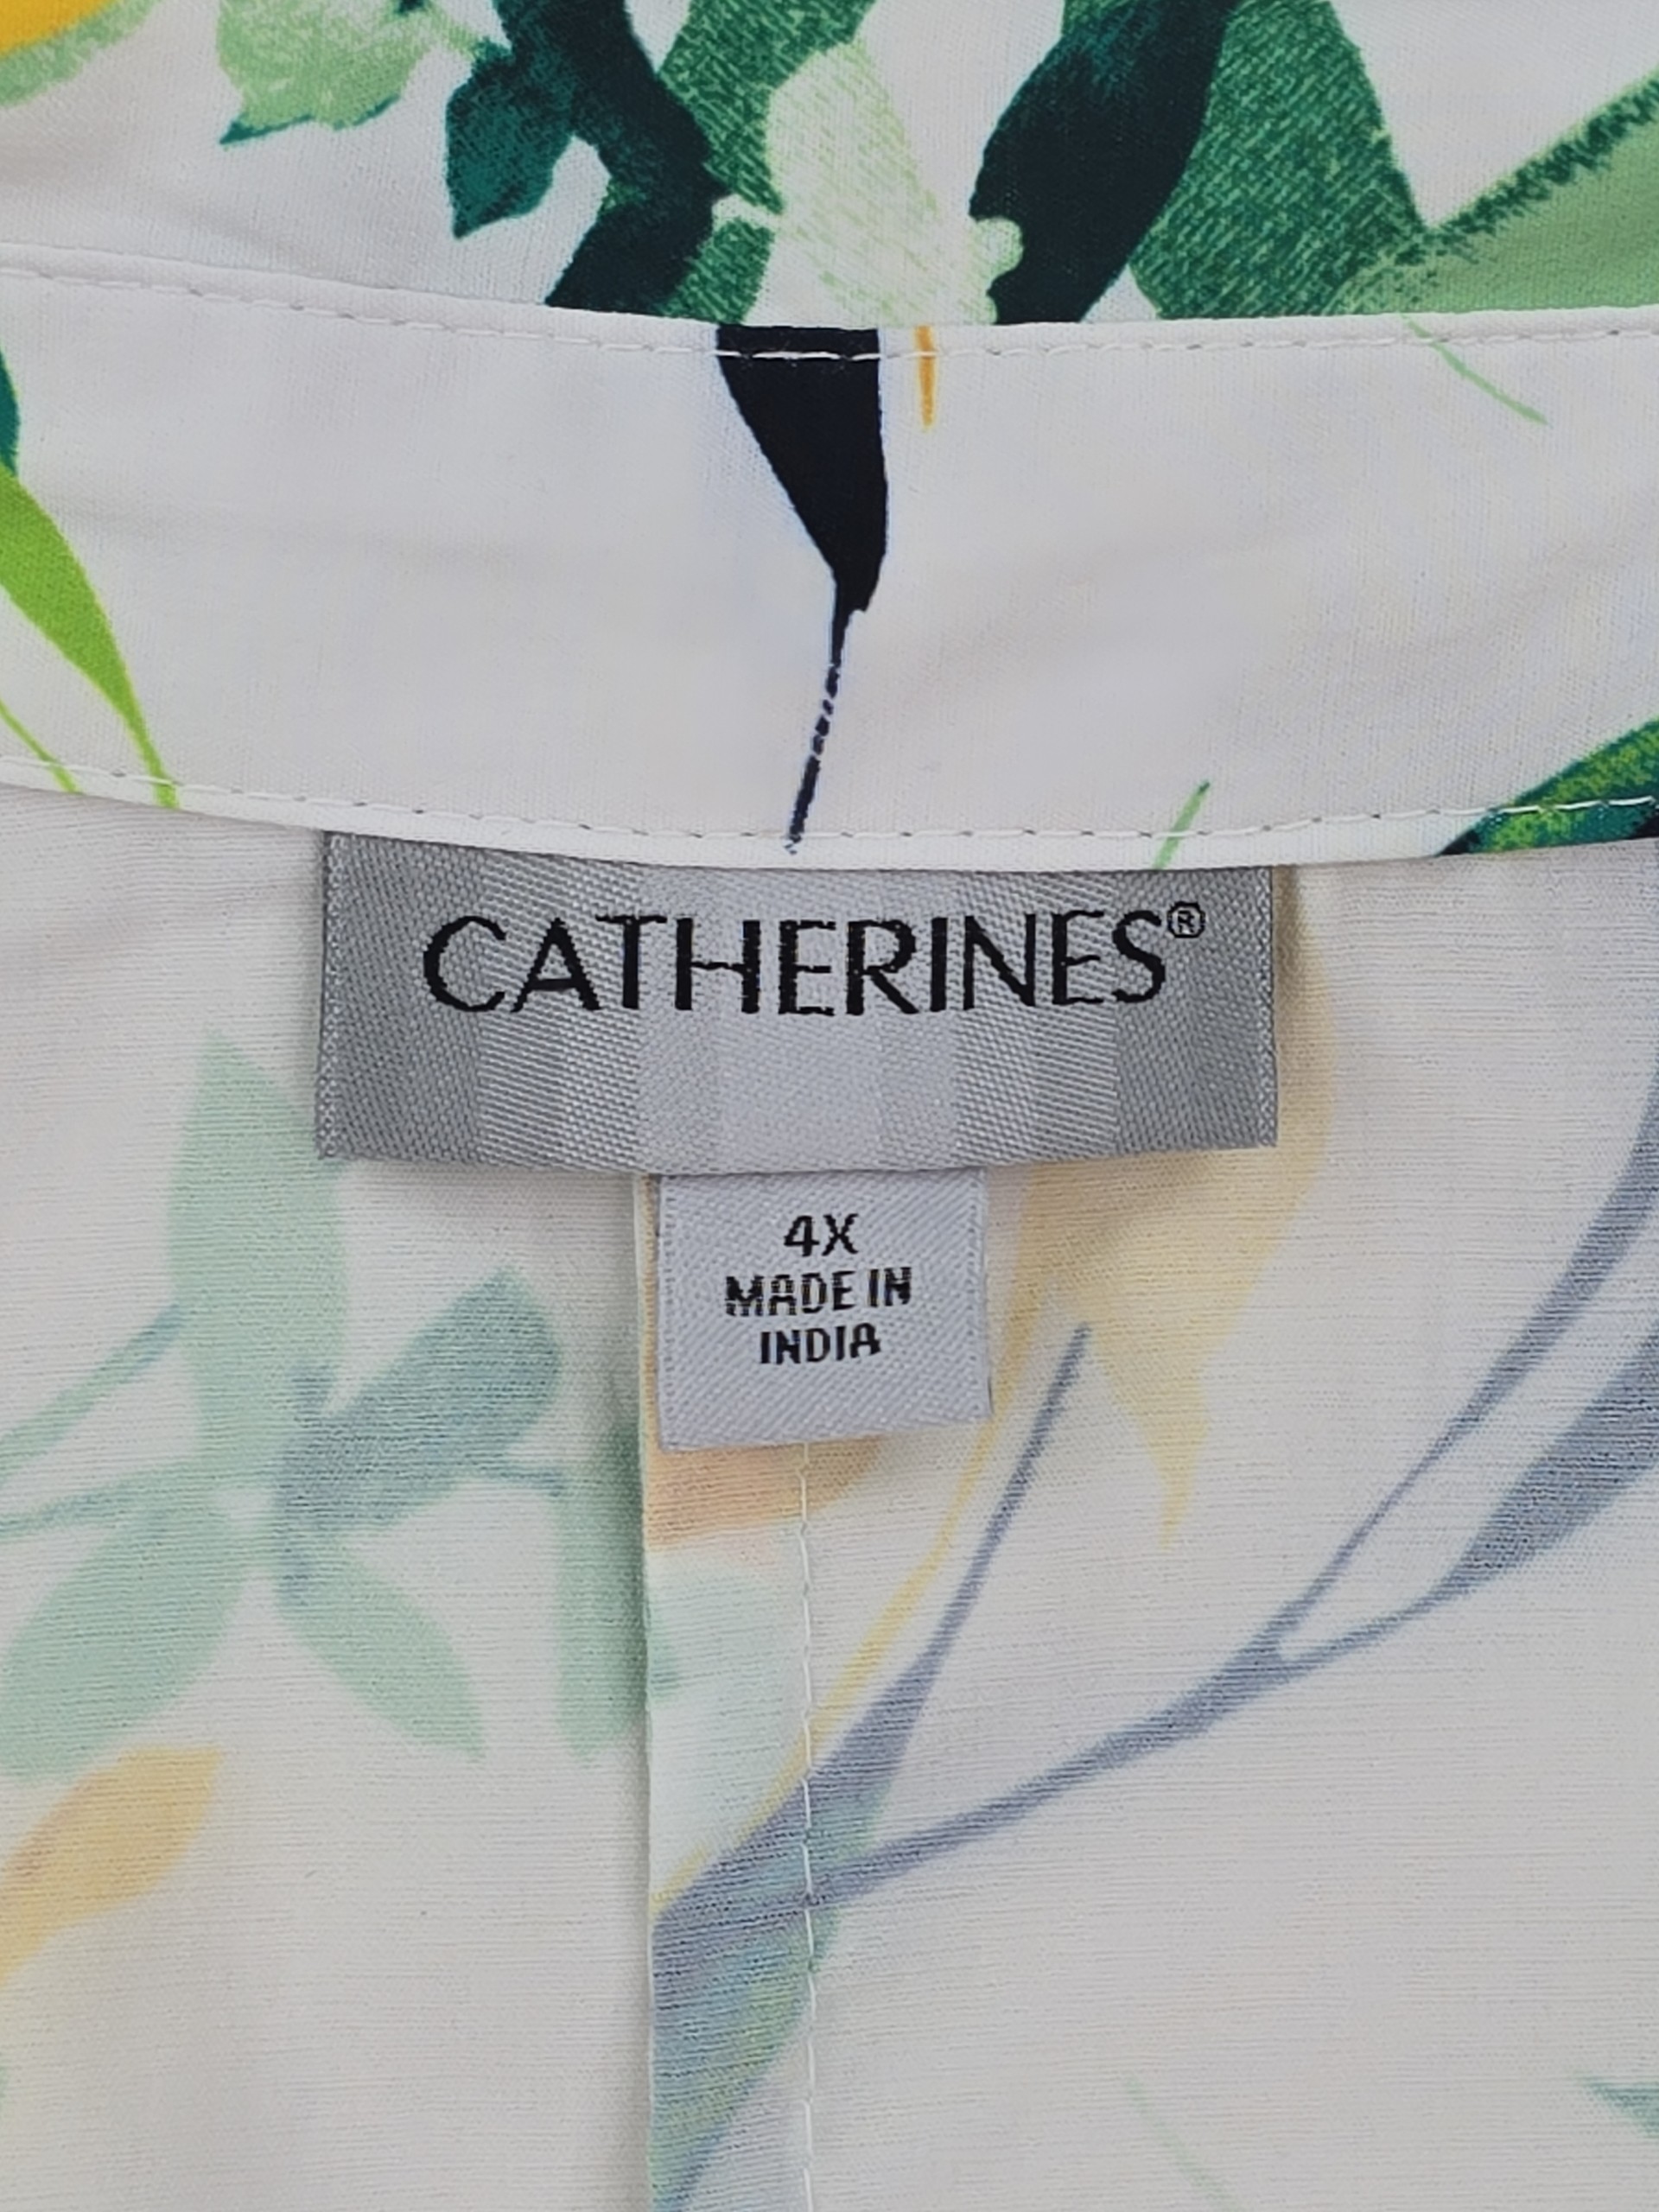 CATHERINES®
4X
MADE IN
INDIA